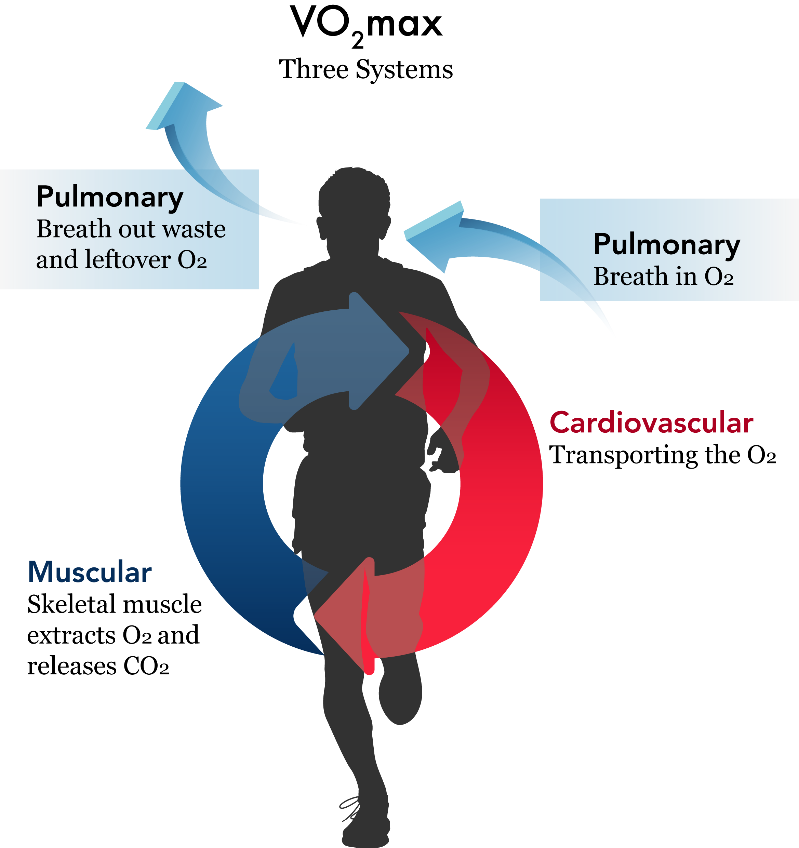 VO₂max
Three Systems
Pulmonary
Breath out waste
and leftover O₂
Pulmonary
Breath in O₂
Cardiovascular
Transporting the O₂
Muscular
Skeletal muscle
extracts O₂ and
releases CO₂